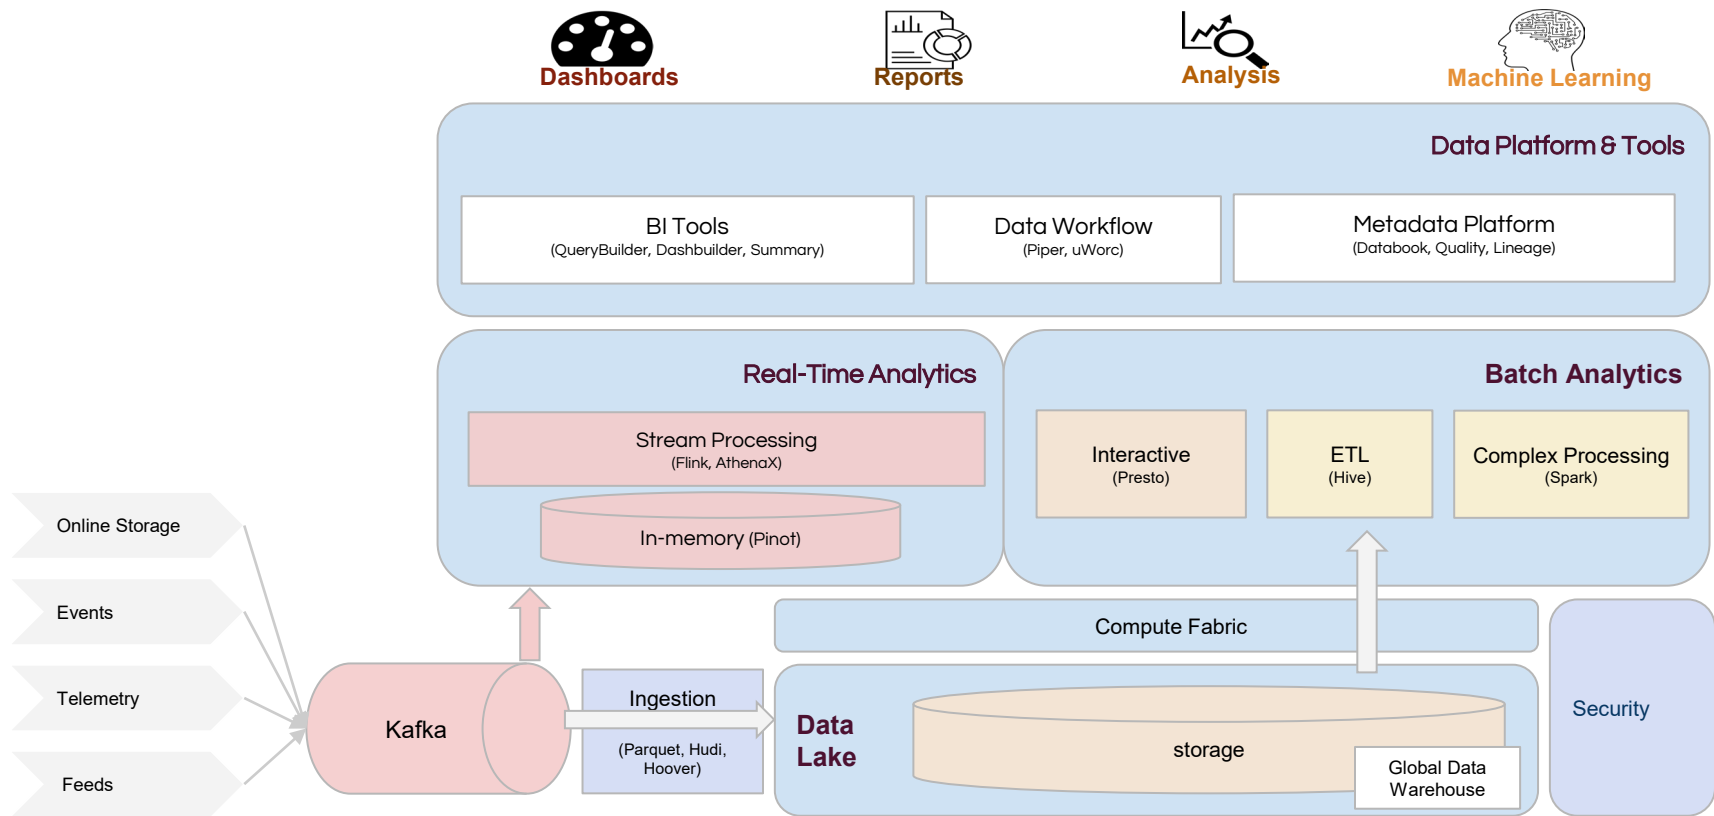 Dashboards
Reports
Analysis
Machine Learning
Data Platform & Tools
BI Tools
(QueryBuilder, Dashbuilder, Summary)
Data Workflow
(Piper, uWorc)
Metadata Platform
(Databook, Quality, Lineage)
Real-Time Analytics
Stream Processing
(Flink, AthenaX)
In-memory (Pinot)
Batch Analytics
Interactive
(Presto)
ETL
(Hive)
Complex Processing
(Spark)
Online Storage
Events
Telemetry
Feeds
Kafka
Ingestion
(Parquet, Hudi,
Hoover)
Compute Fabric
Data
Lake
storage
Global Data
Warehouse
Security